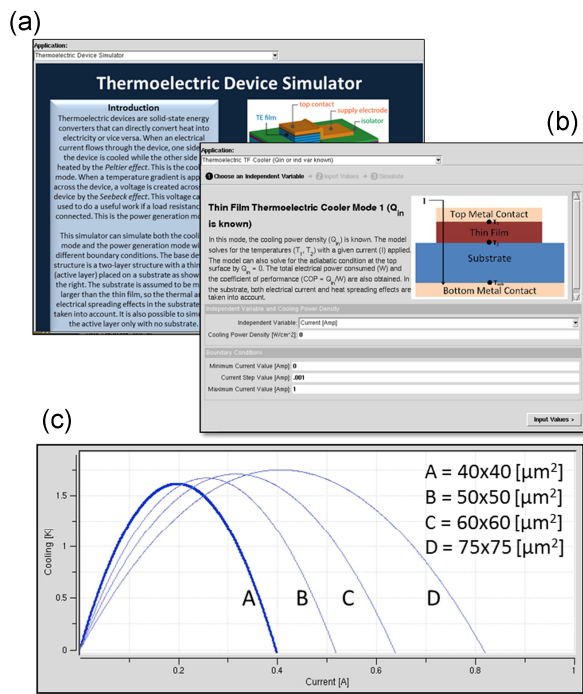 (a)
Application:
Thermoelectric Device Simulator
Thermoelectric Device Simulator
Introduction
Thermoelectric devices are solid-state energy
converters that can directly convert heat into
electricity or vice versa. When an electrical
current flows through the device, one side
the device is cooled while the other side
heated by the Peltier effect. This is the cool
mode. When a temperature gradient is app
across the device, a voltage is created across
device by the Seebeck effect. This voltage ca
used to do a useful work if a load resistance
connected. This is the power generation mo
This simulator can simulate both the cooli
mode and the power generation mode wi
different boundary conditions. The base de
structure is a two-layer structure with a thin
(active layer) placed on a substrate as show
the right. The substrate is assumed to be m
larger than the thin film, so the thermal an
electrical spreading effects in the substrate
taken into account. It is also possible to sim
the active layer only with no substrate.
top contact
TE film
supply electrode
isolator
(b)
Application:
Thermoelectric TF Cooler (Qin or ind var known)
1 Choose an Independent Variable → 2 Input Values → 3 Simulate
Thin Film Thermoelectric Cooler Mode 1 (Qin
is known)
In this mode, the cooling power density (Qin) is known. The model
solves for the temperatures (T1, T2) with a given current (I) applied.
The model can also solve for the adiabatic condition at the top
surface by Qin = 0. The total electrical power consumed (W) and
the coefficient of performance (COP = Qin/W) are also obtained. In
the substrate, both electrical current and heat spreading effects are
taken into account.
I
Top Metal Contact
Thin Film
Substrate
Bottom Metal Contact
Independent Variable and Cooling Power Density
Independent Variable: Current [Amp]
Cooling Power Density [W/cm^2]: 0
Boundary Conditions
Minimum Current Value [Amp]: 0
Current Step Value [Amp]: .001
Maximum Current Value [Amp]: 1
Input Values >
(c)
A = 40x40 [µm²]
B = 50x50 [µm²]
C = 60x60 [µm²]
D = 75x75 [µm²]
1.5
1
0.5
0
Cooling [K]
A B C D
0.2 0.4 0.6 0.8 1
Current [A]